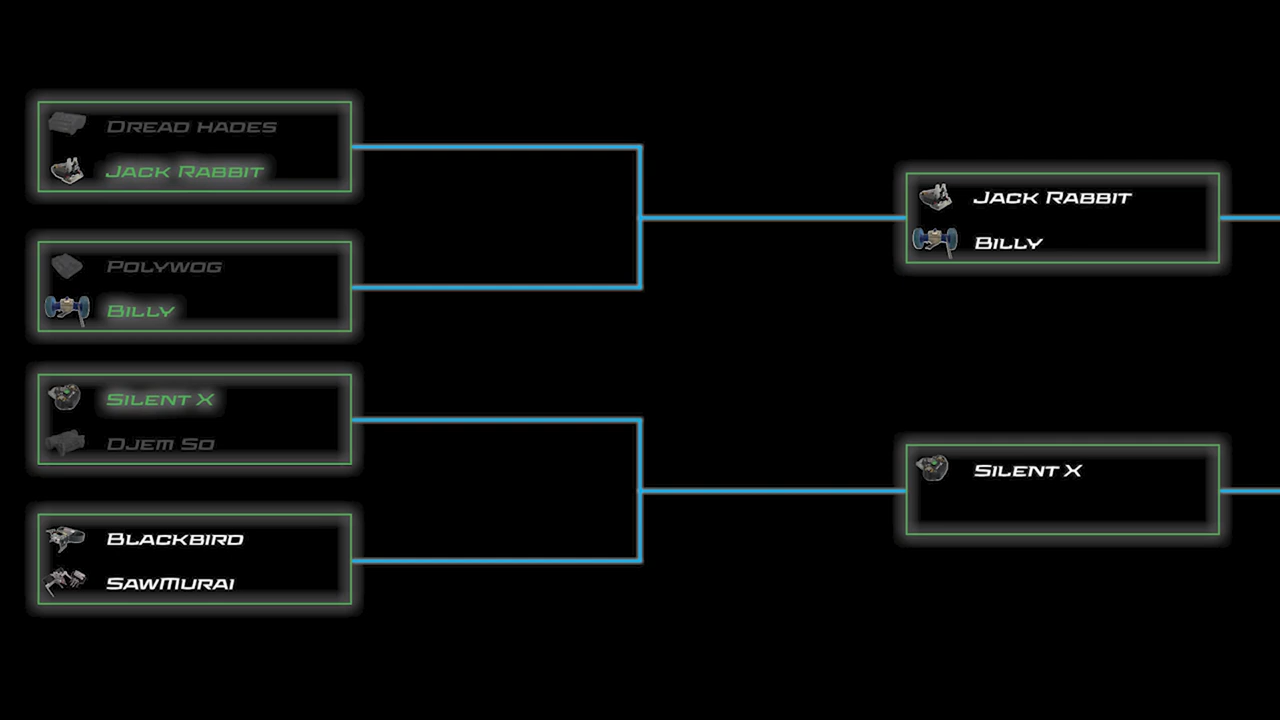 Dread Hades
Jack Rabbit
Polywog
Billy
Silent X
Djem So
Blackbird
SawMurai
Jack Rabbit
Billy
Silent X